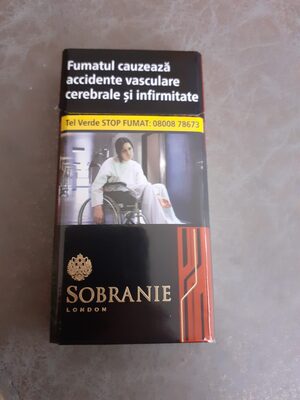 Fumatul cauzează
accidente vasculare
cerebrale și infirmitate
Tel Verde STOP FUMAT: 08008 78673
SOBRANIE
LONDON